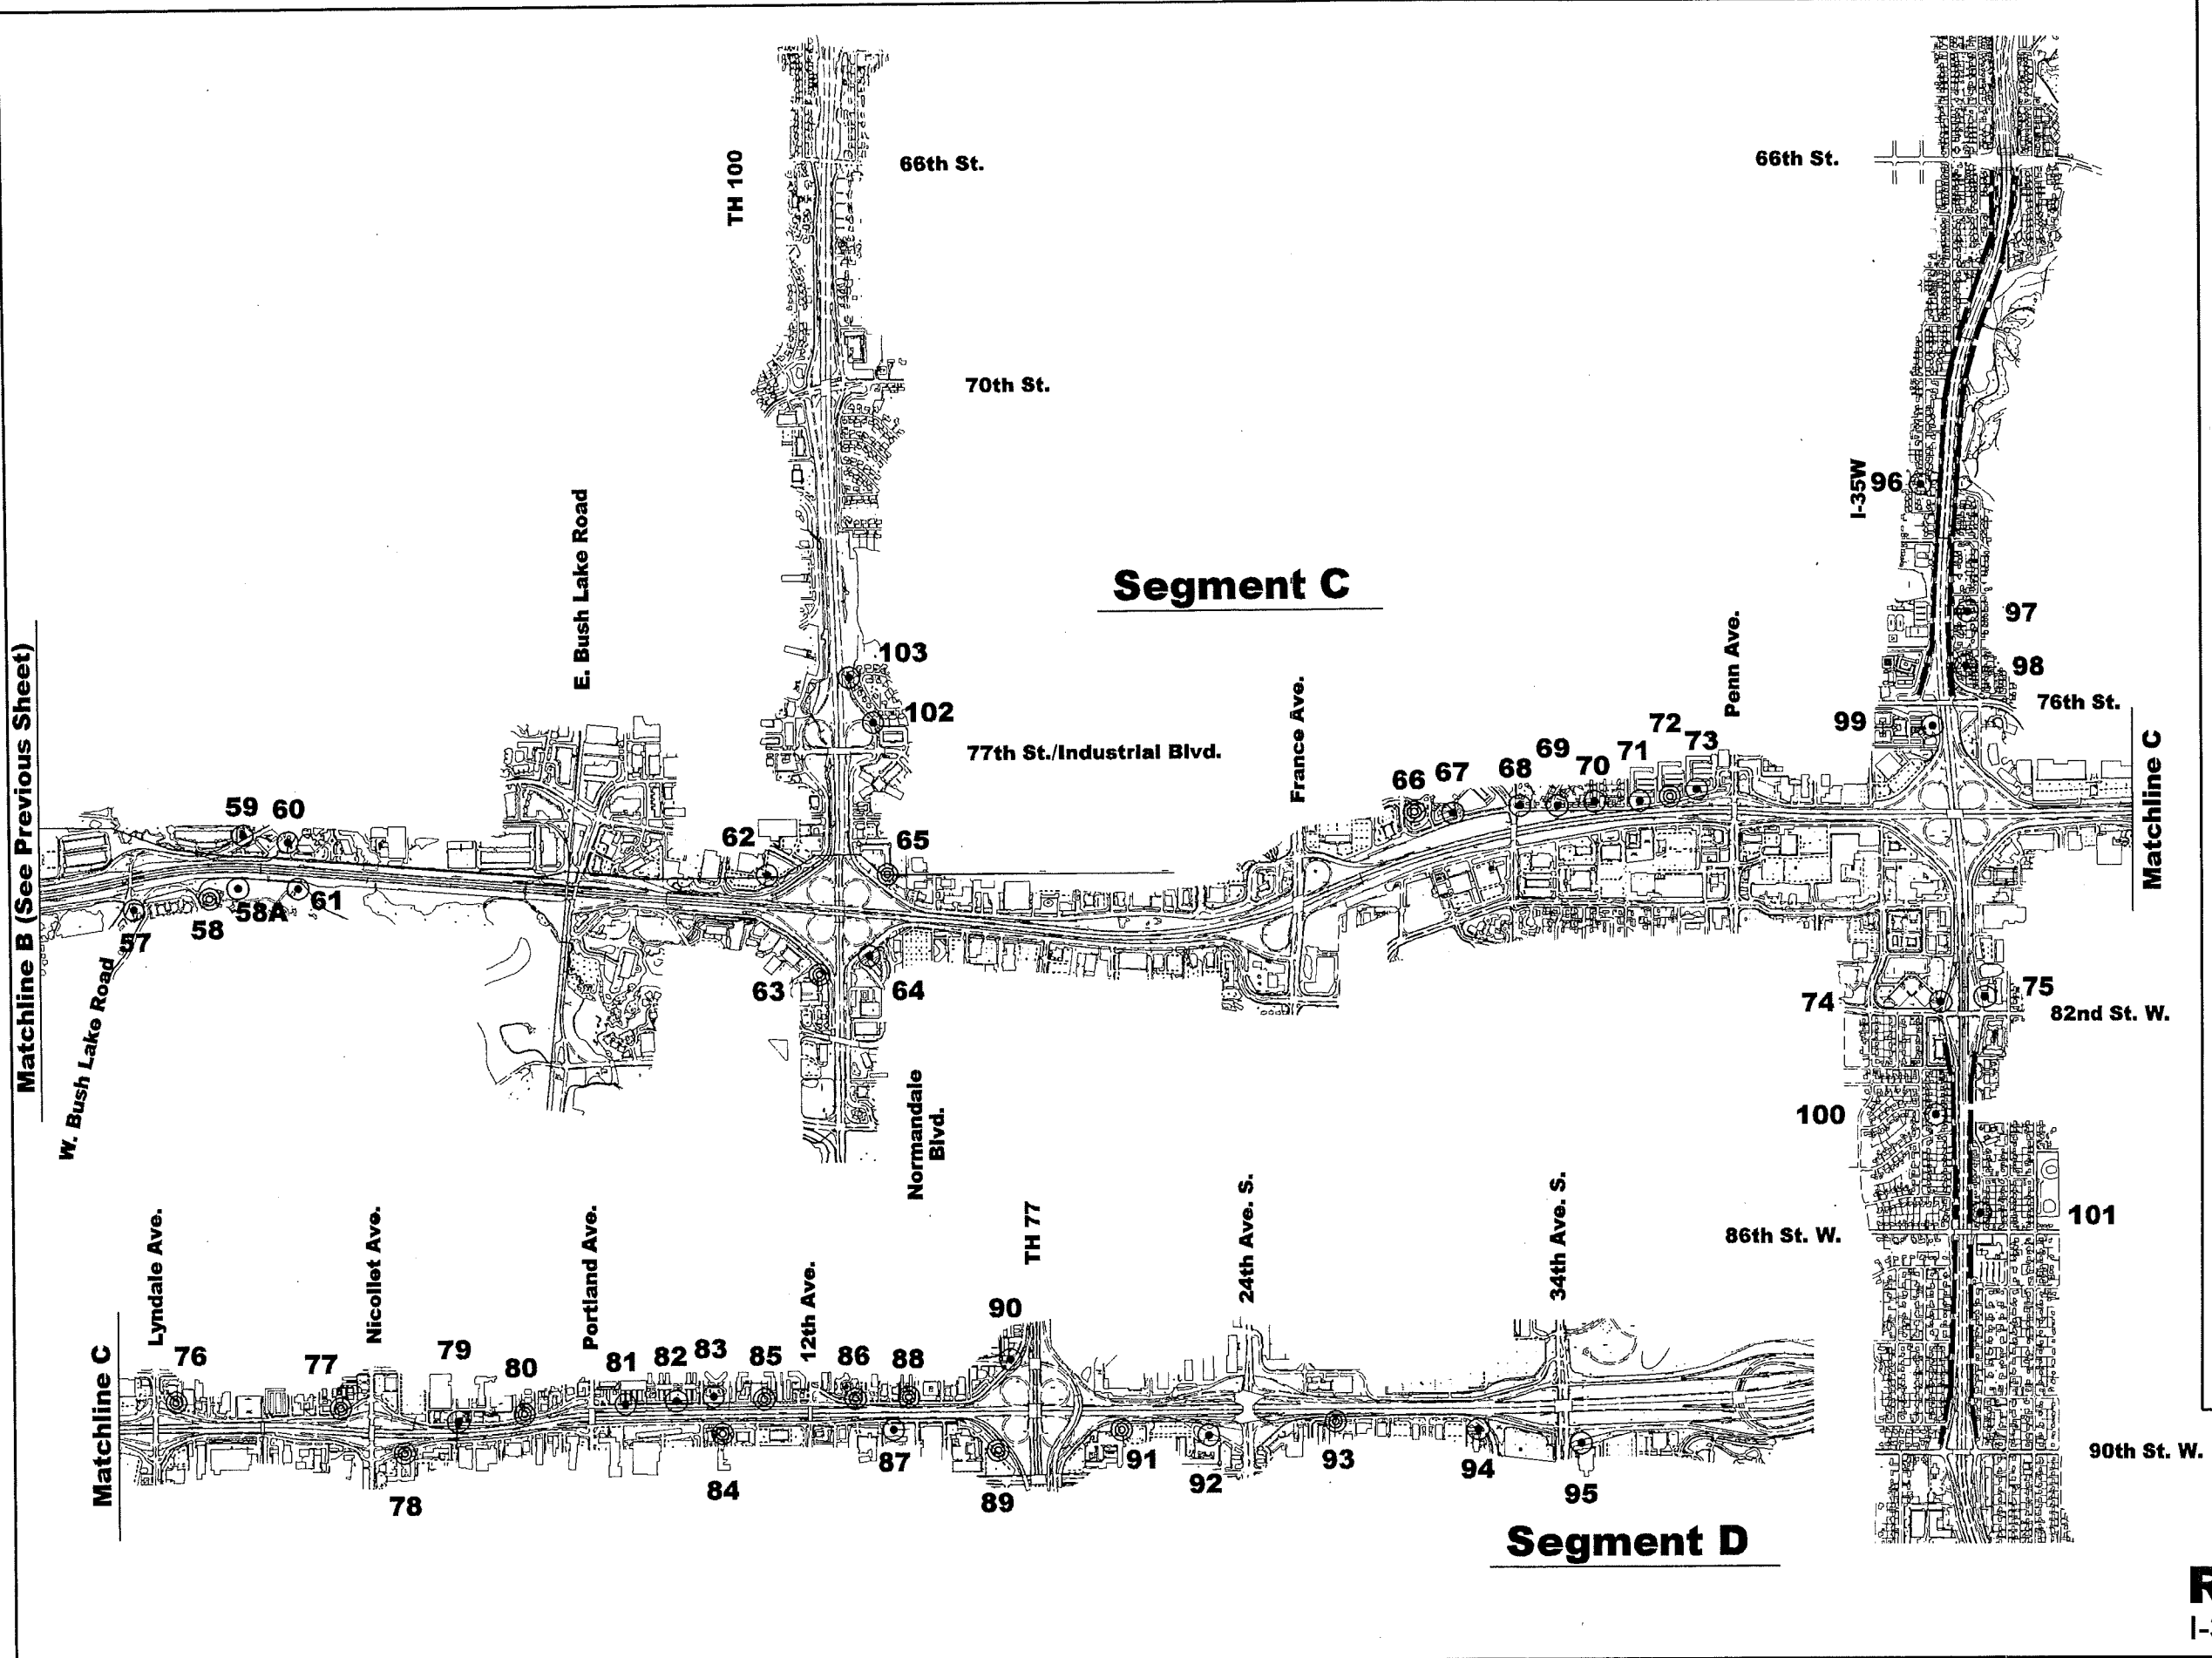 TH 100
66th St.
66th St.
70th St.
I-35W
96
E. Bush Lake Road
Segment C
97
Penn Ave.
98
103
102
76th St.
99
France Ave.
77th St./Industrial Blvd.
72
73
69
71
70
68
66
67
Matchline C
Matchline B (See Previous Sheet)
59
60
62
65
61
58A
58
57
W. Bush Lake Road
63
64
74
75
82nd St. W.
100
Normandale
Blvd.
101
86th St. W.
Lyndale Ave.
Nicollet Ave.
Portland Ave.
12th Ave.
TH 77
24th Ave. S.
34th Ave. S.
90
76
77
79
80
81
82
83
85
86
88
Matchline C
78
84
87
89
91
92
93
94
95
90th St. W.
Segment D